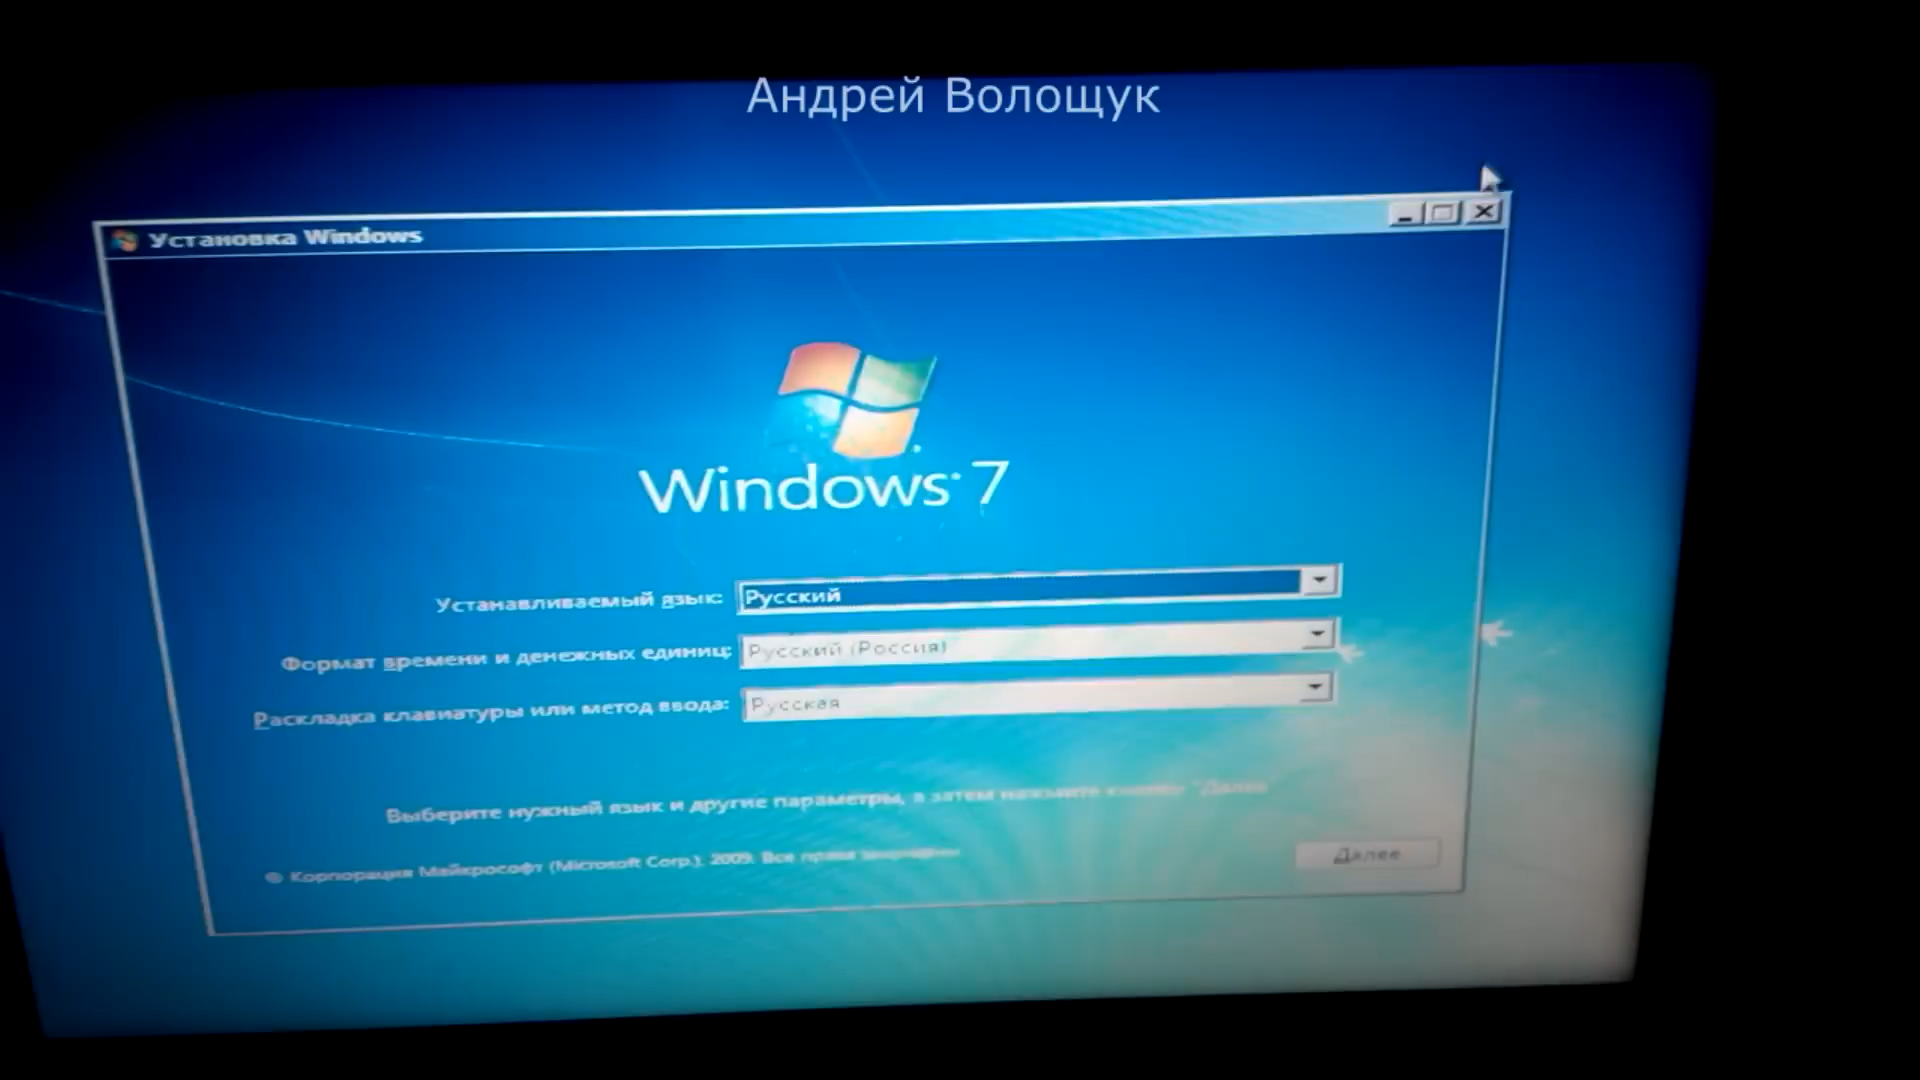 Андрей Волощук
Установка Windows
Windows 7
Устанавливаемый язык: Русский
Формат времени и денежных единиц: Русский (Россия)
Раскладка клавиатуры или метод ввода: Русская
Выберите нужный язык и другие параметры, а затем нажмите кнопку "Далее
© Корпорация Майкрософт (Microsoft Corp.), 2009. Все права защищены.
Далее